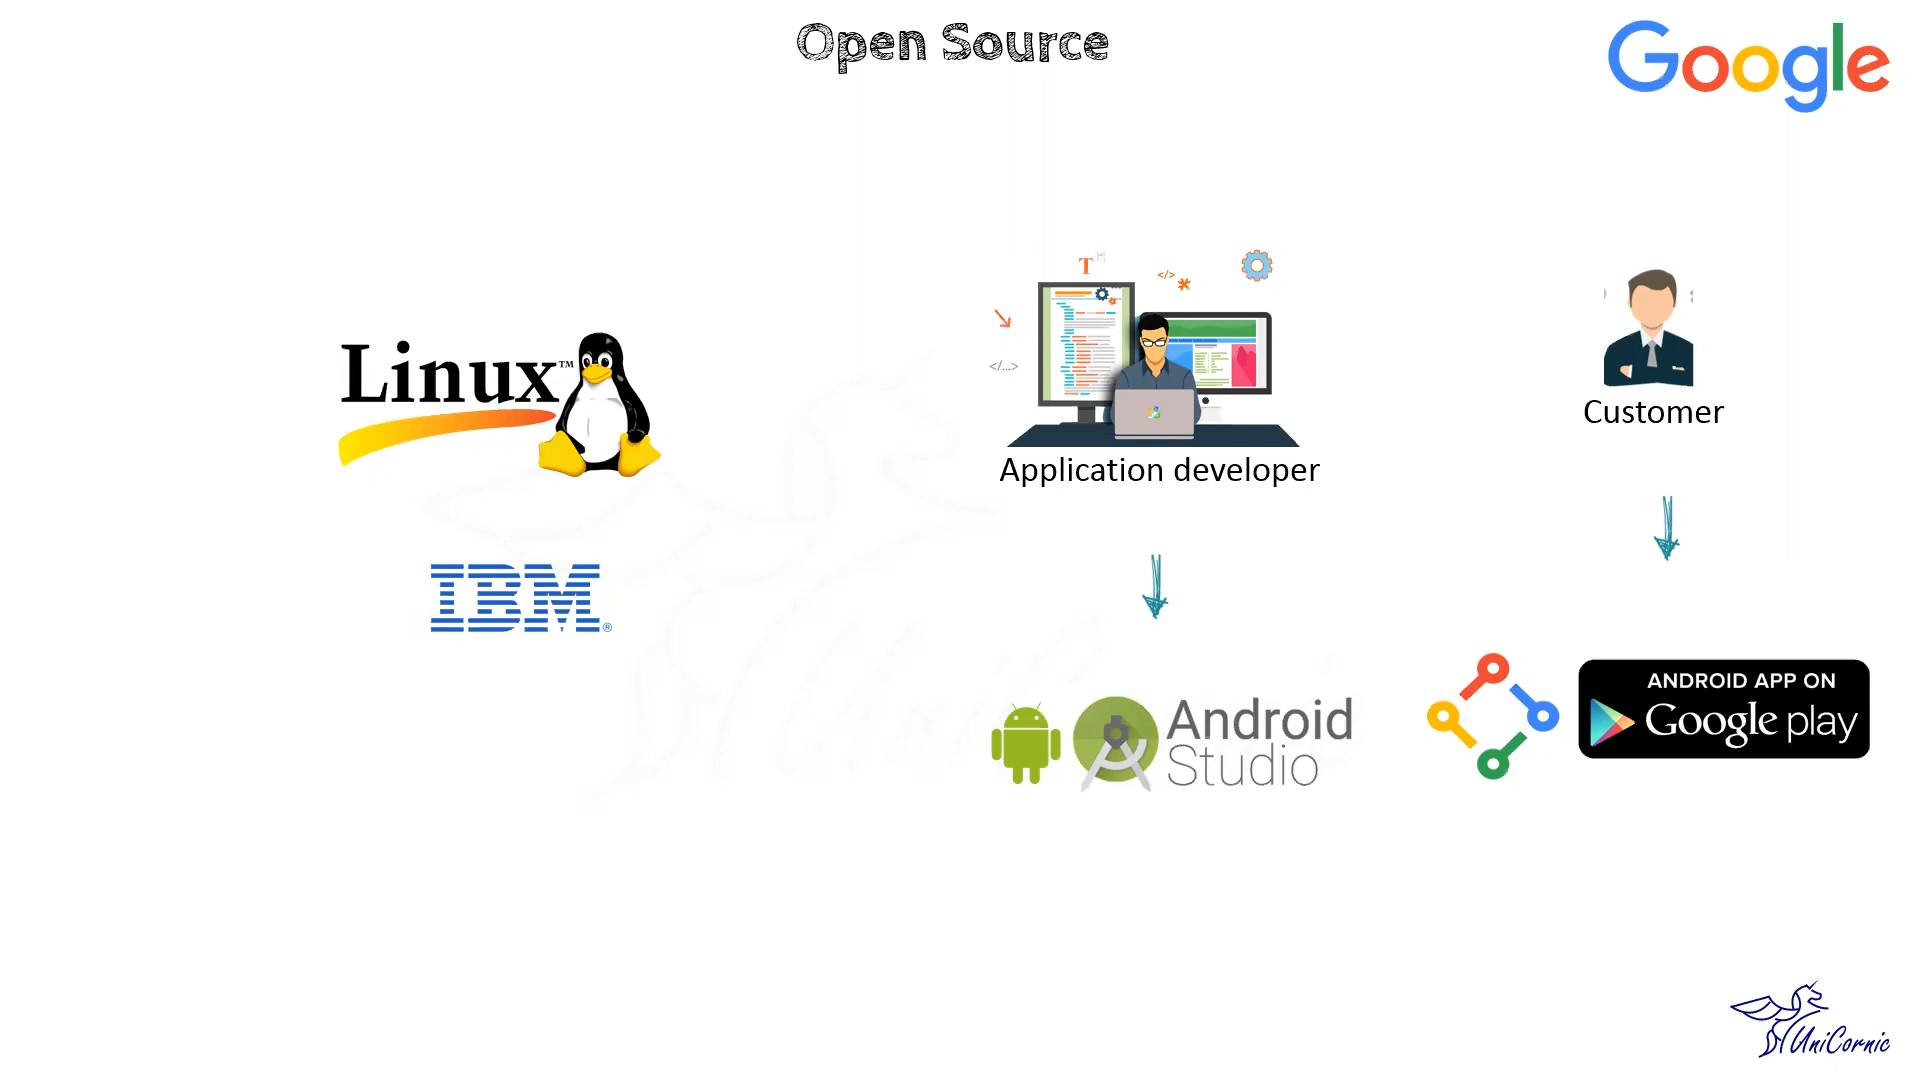 Open Source
Google
T
</>
</...>
Linux™
Application developer
Customer
IBM®
Android
Studio
ANDROID APP ON
Google play
UniCornic